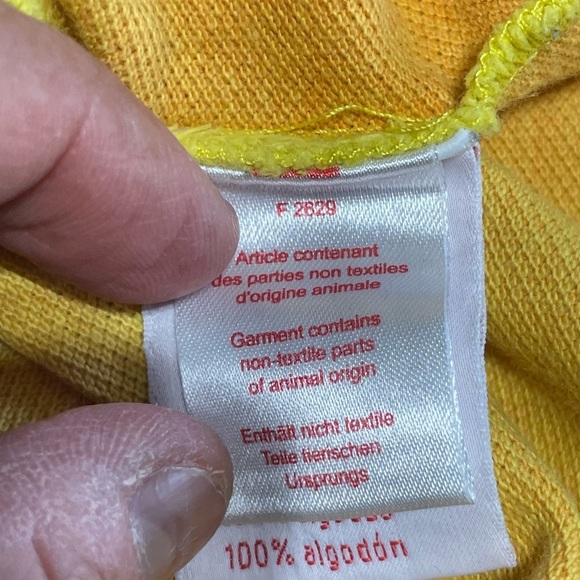 F 2629
Article contenant
des parties non textiles
d'origine animale
Garment contains
non-textile parts
of animal origin
Enthält nicht textile
Teile tierischen
Ursprungs
100% algodón